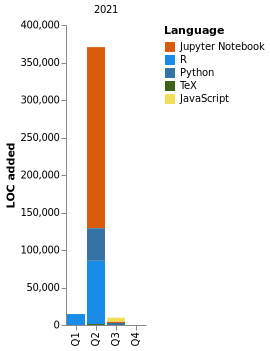 2021
Language
Jupyter Notebook
R
Python
TeX
JavaScript
LOC added
400,000
350,000
300,000
250,000
200,000
150,000
100,000
50,000
0
Q1
Q2
Q3
Q4